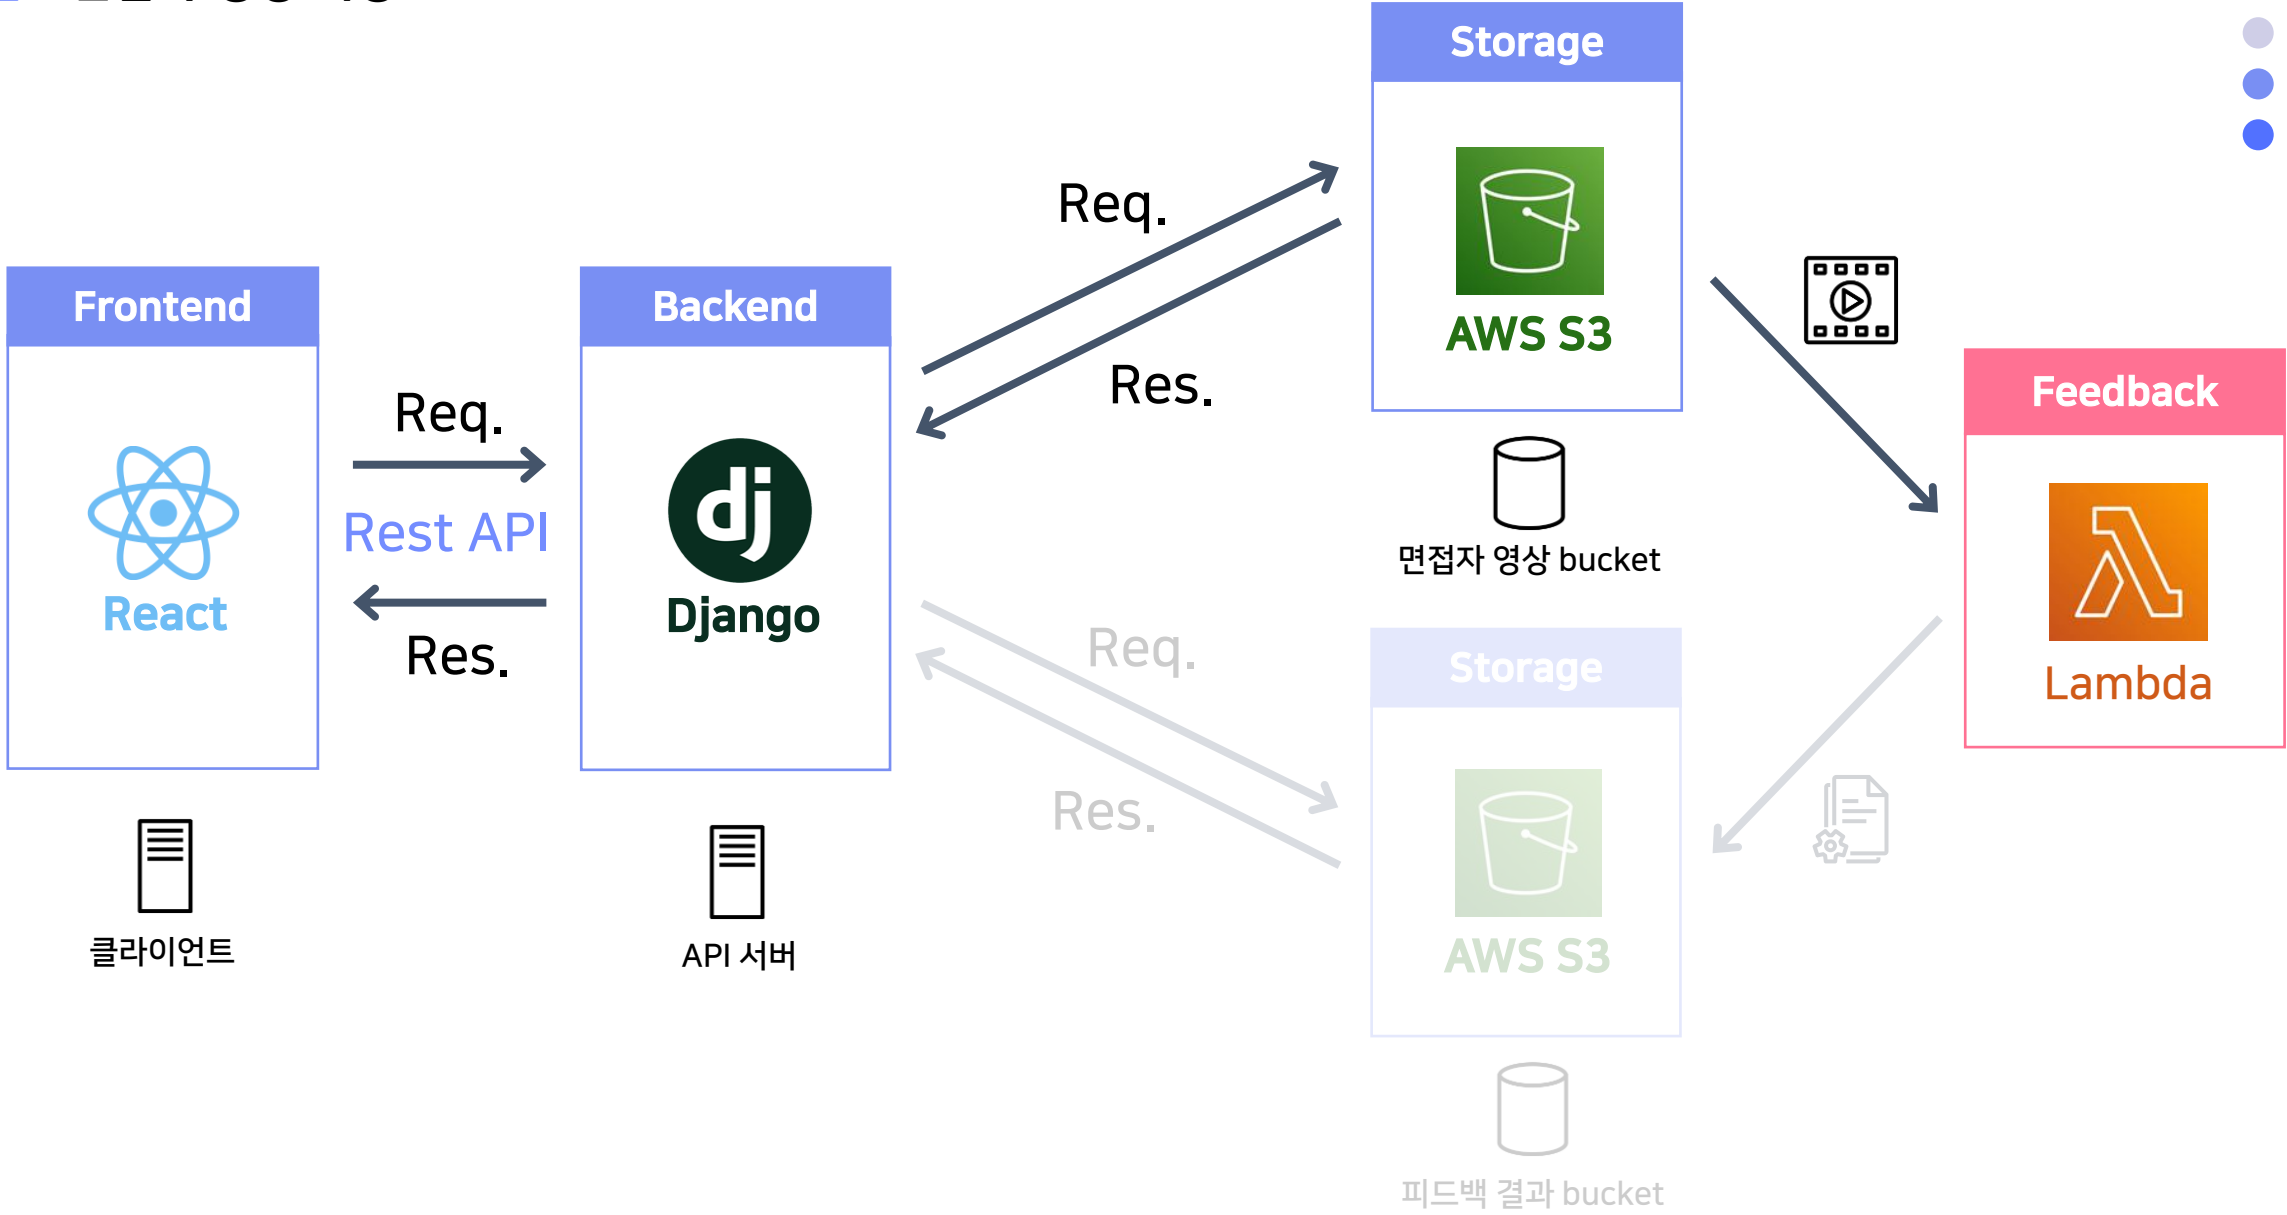 Storage
AWS S3
면접자 영상 bucket
Req.
Res.
Frontend
React
클라이언트
Req.
Rest API
Res.
Backend
Django
API 서버
Feedback
Lambda
Req.
Res.
Storage
AWS S3
피드백 결과 bucket